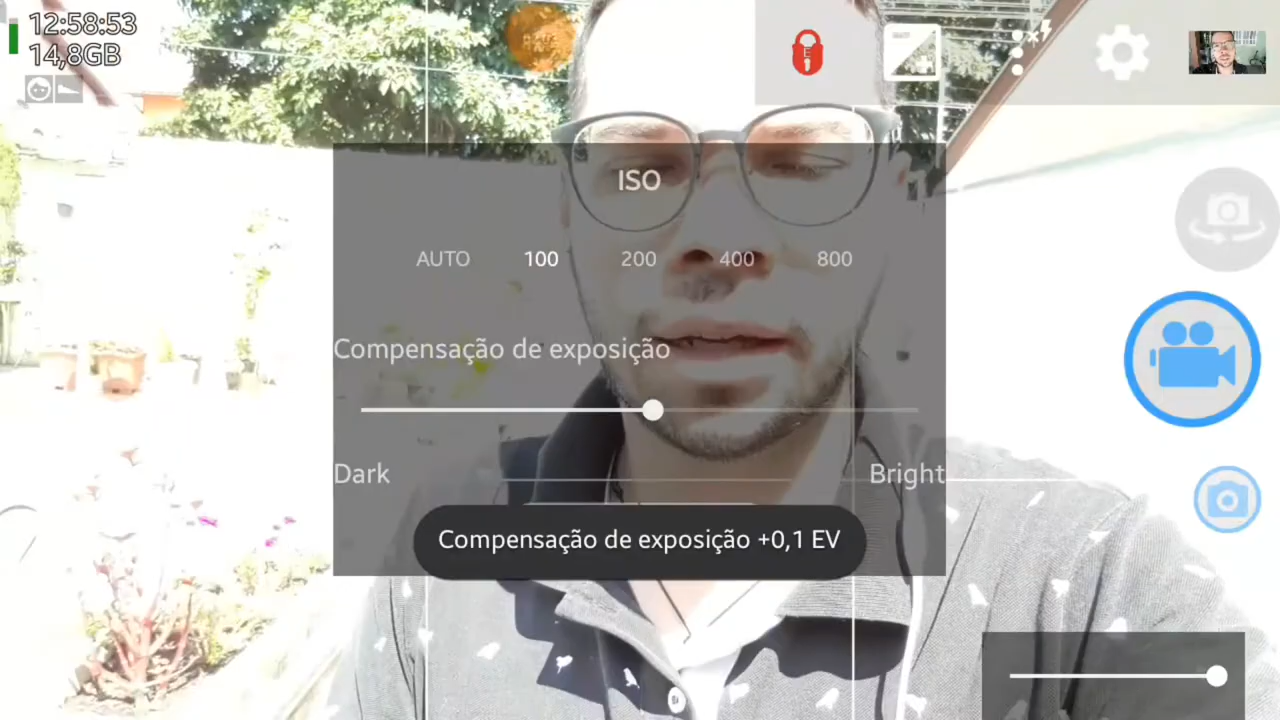 12:58:53
14,8GB
E
ISO
AUTO 100 200 400 800
Compensação de exposição
Dark Bright
Compensação de exposição +0,1 EV